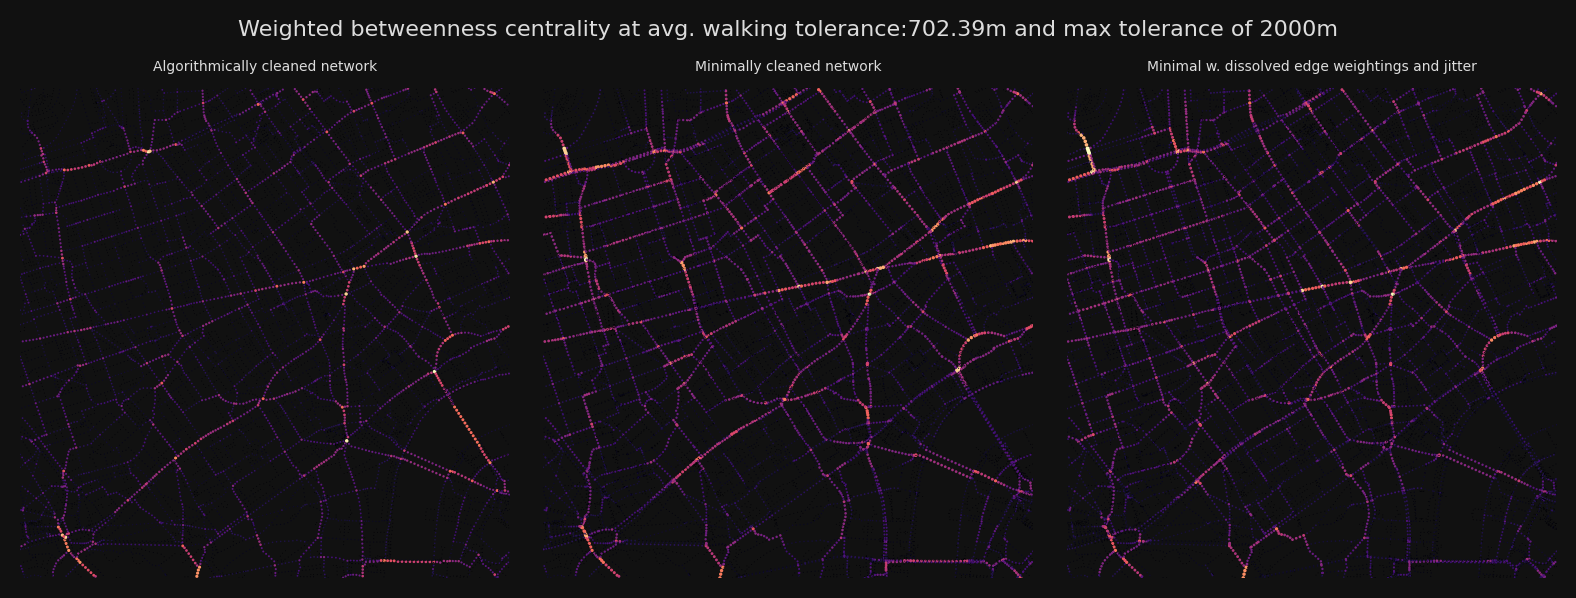 Weighted betweenness centrality at avg. walking tolerance:702.39m and max tolerance of 2000m
Algorithmically cleaned network
Minimally cleaned network
Minimal w. dissolved edge weightings and jitter